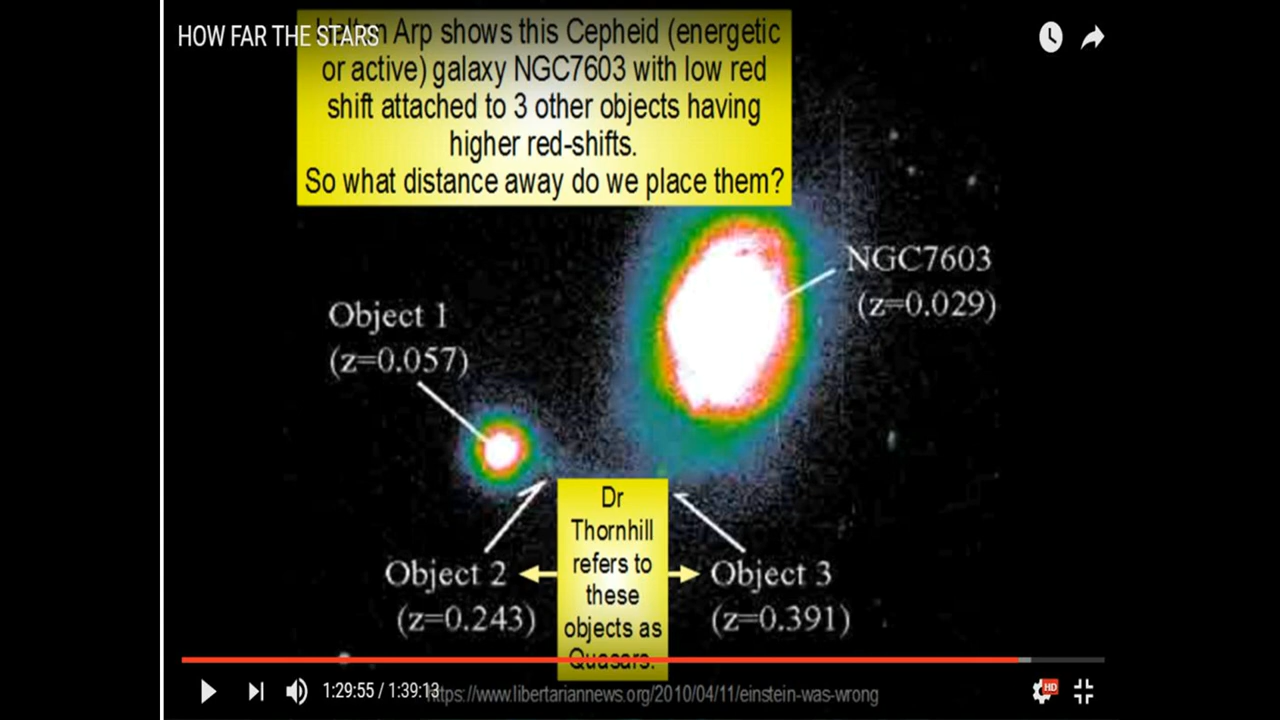 HOW FAR THE STARS
Arp shows this Cepheid (energetic
or active) galaxy NGC7603 with low red
shift attached to 3 other objects having
higher red-shifts.
So what distance away do we place them?
NGC7603
(z=0.029)
Object 1
(z=0.057)
Dr
Thornhill
refers to
these
objects as
Quasars.
Object 2
(z=0.243)
Object 3
(z=0.391)
1:29:55 / 1:39:13
ttps://www.libertariannews.org/2010/04/11/einstein-was-wrong
HD